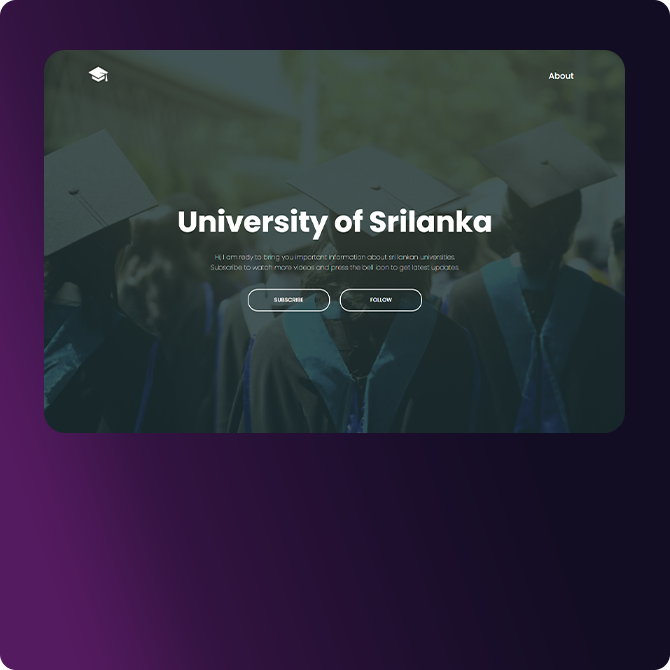 About
University of Srilanka
Hi, I am ready to bring you important information about srilankan universities.
Subscribe to watch more videos and press the bell icon to get latest updates.
SUBSCRIBE
FOLLOW